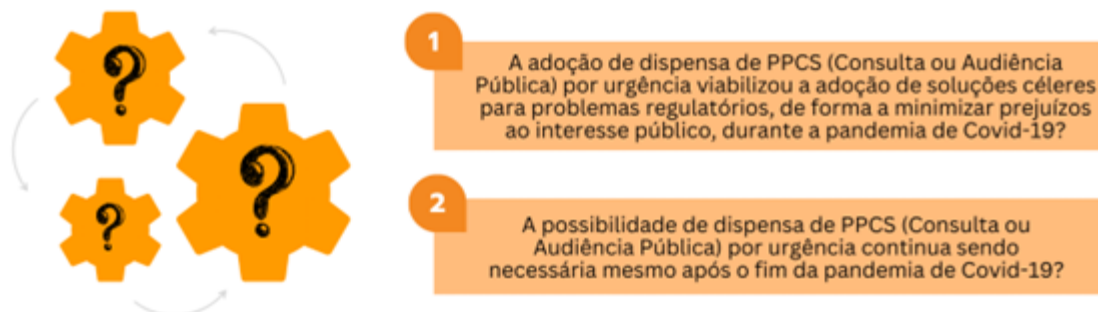 ?
?
?
1
A adoção de dispensa de PPCS (Consulta ou Audiência
Pública) por urgência viabilizou a adoção de soluções céleres
para problemas regulatórios, de forma a minimizar prejuízos
ao interesse público, durante a pandemia de Covid-19?
2
A possibilidade de dispensa de PPCS (Consulta ou
Audiência Pública) por urgência continua sendo
necessária mesmo após o fim da pandemia de Covid-19?